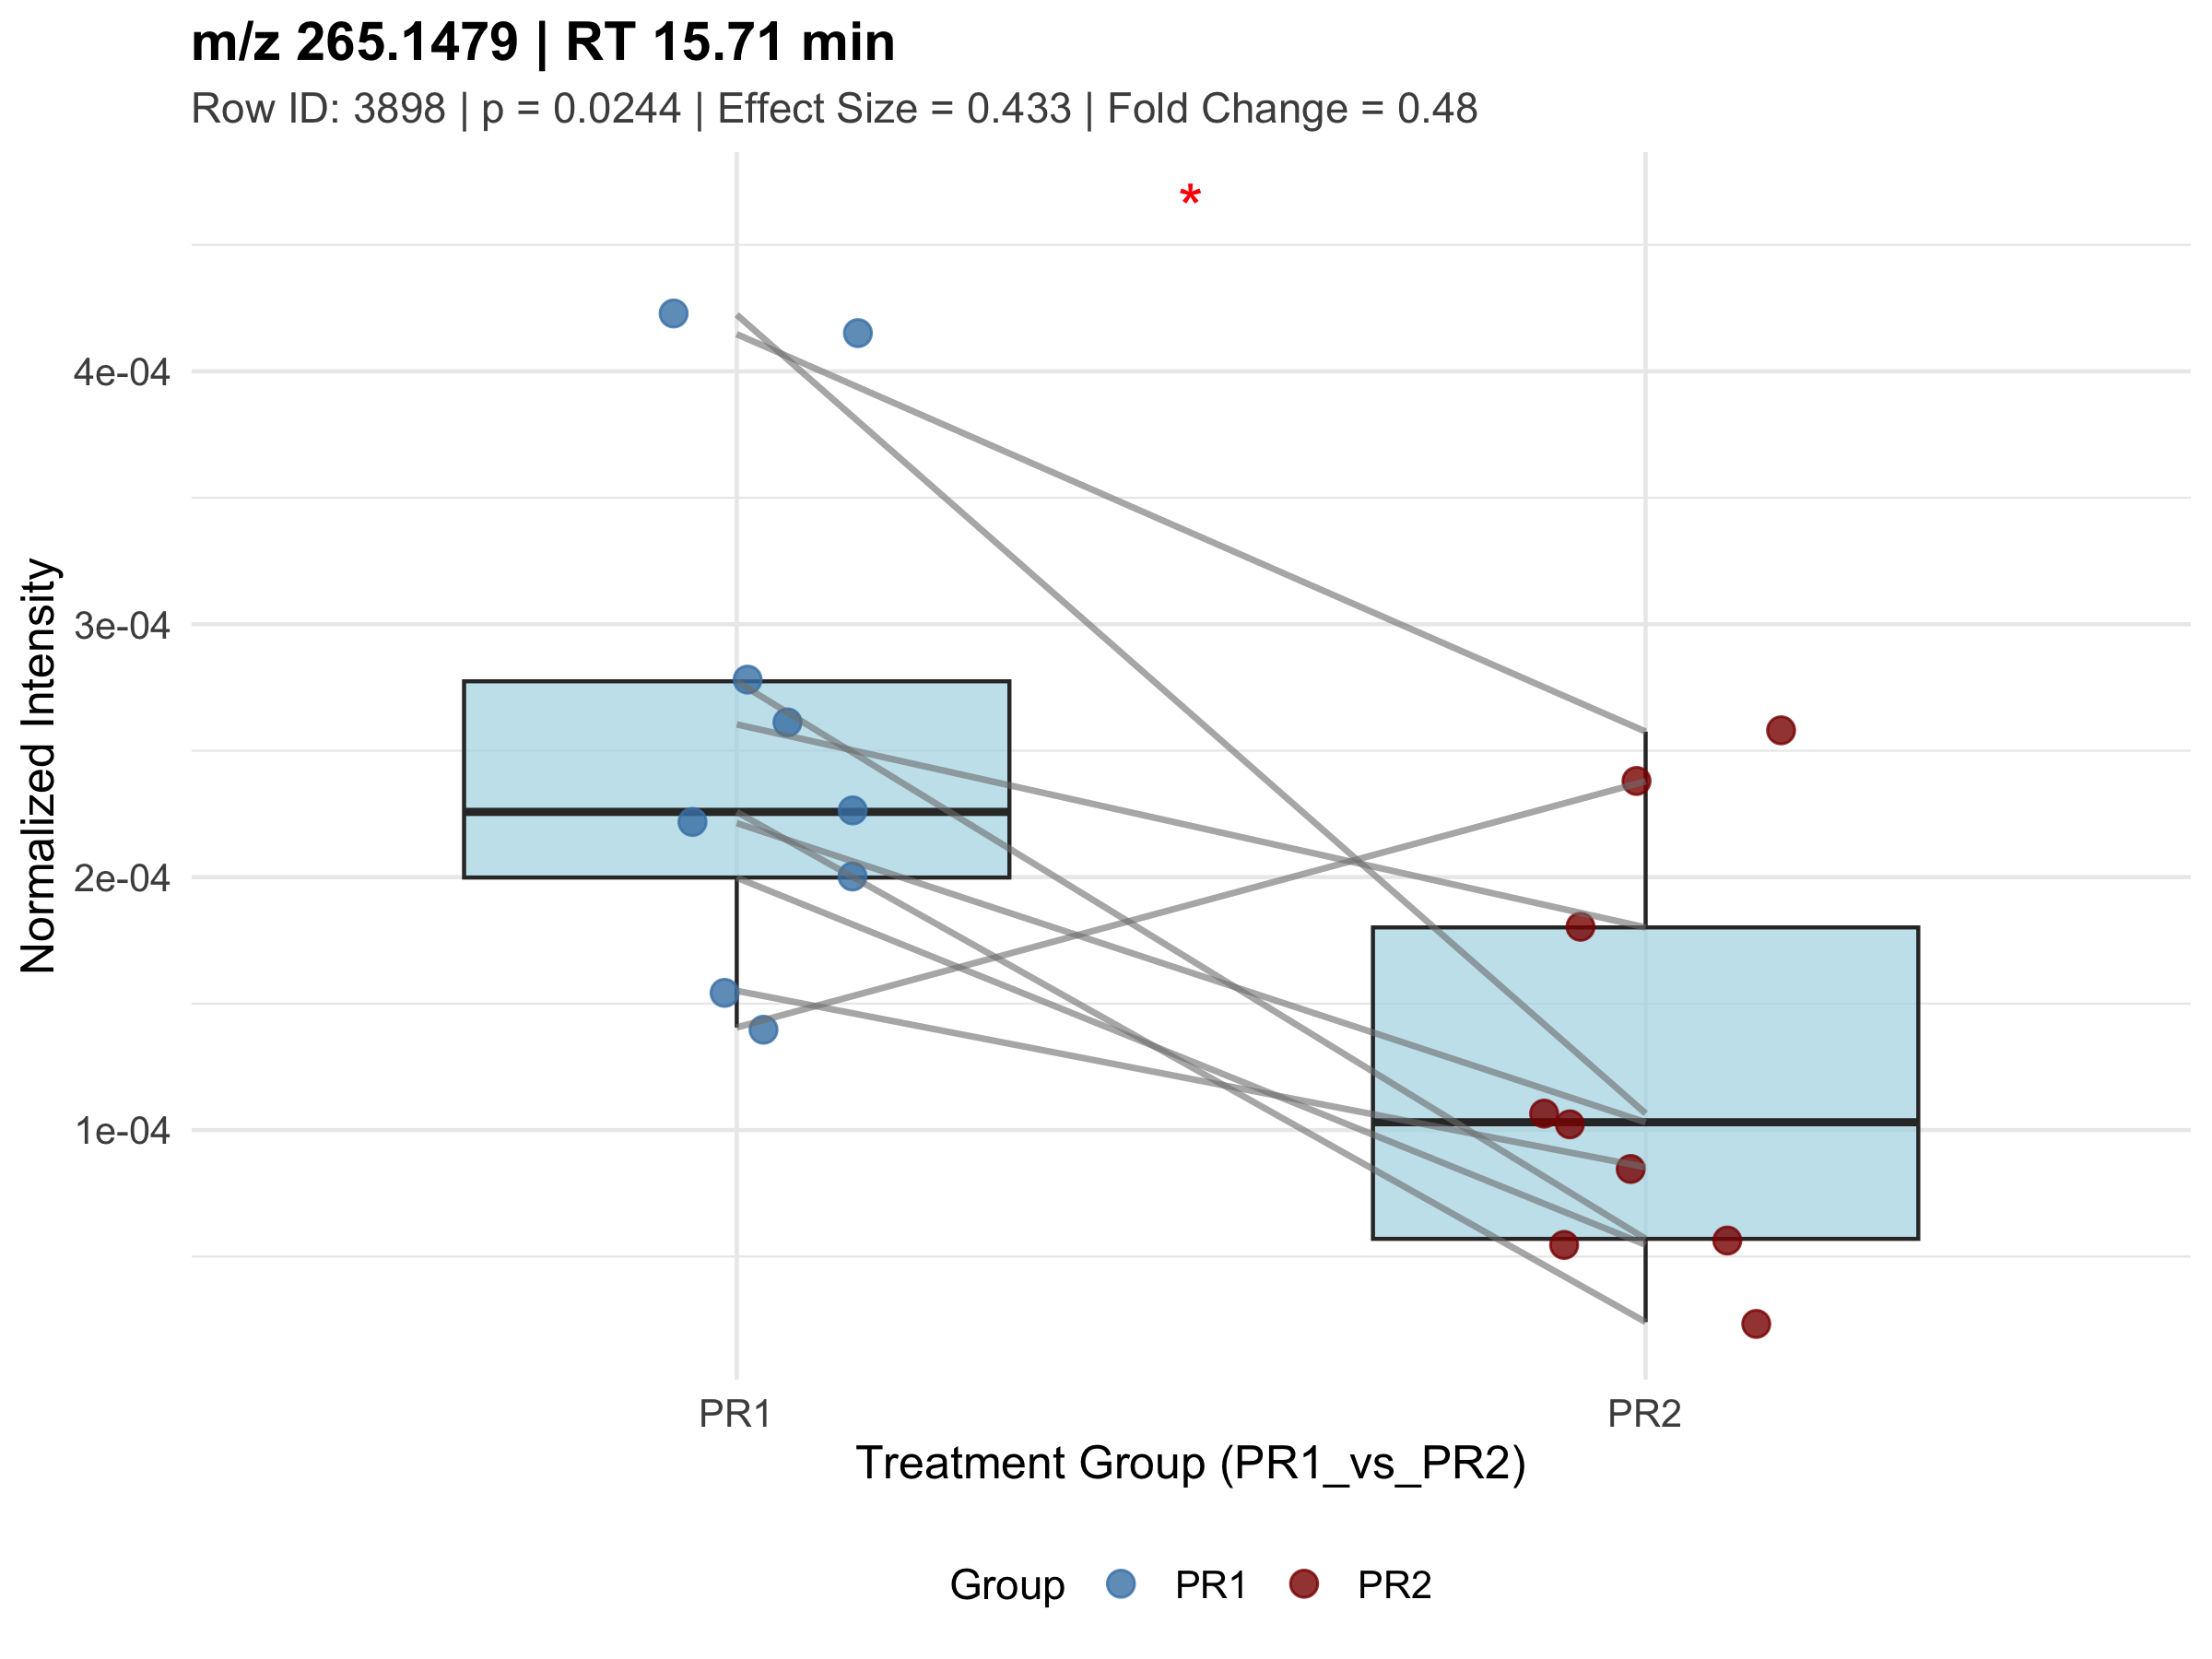 m/z 265.1479 | RT 15.71 min
Row ID: 3898 | p = 0.0244 | Effect Size = 0.433 | Fold Change = 0.48
*
Normalized Intensity
4e-04
3e-04
2e-04
1e-04
PR1
PR2
Treatment Group (PR1_vs_PR2)
Group PR1 PR2